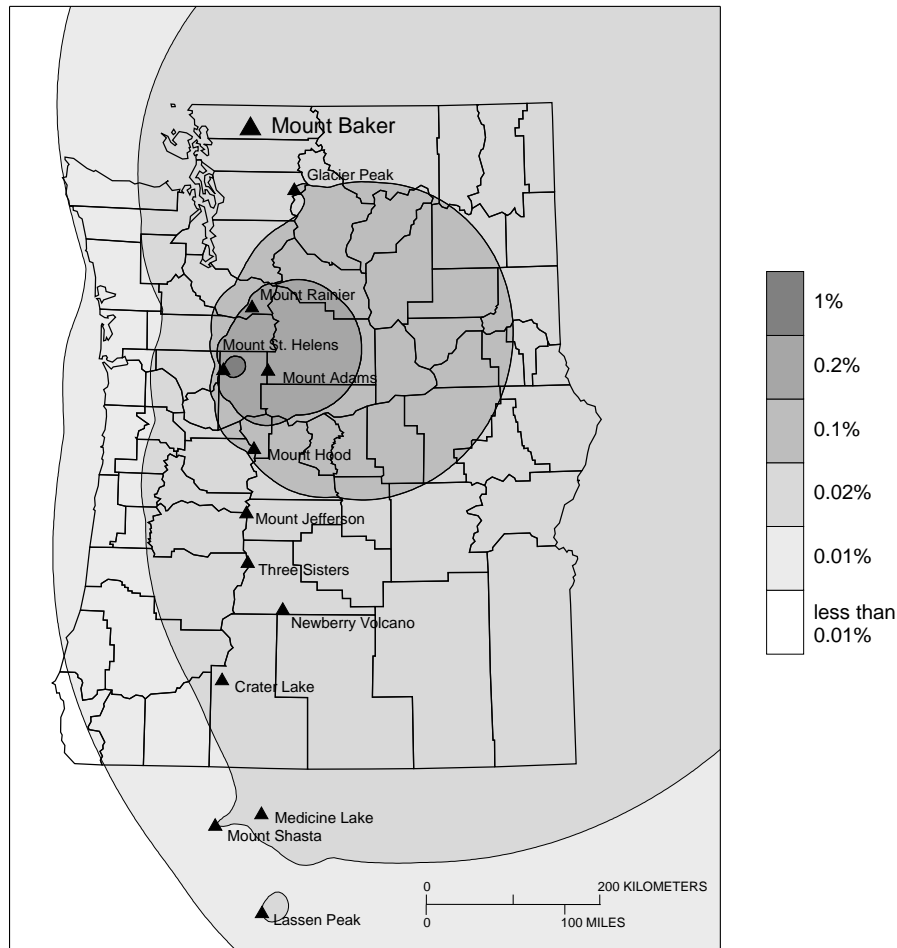 Mount Baker
Glacier Peak
Mount Rainier
Mount St. Helens
Mount Adams
Mount Hood
Mount Jefferson
Three Sisters
Newberry Volcano
Crater Lake
Medicine Lake
Mount Shasta
Lassen Peak
0 200 KILOMETERS
0 100 MILES
1%
0.2%
0.1%
0.02%
0.01%
less than
0.01%